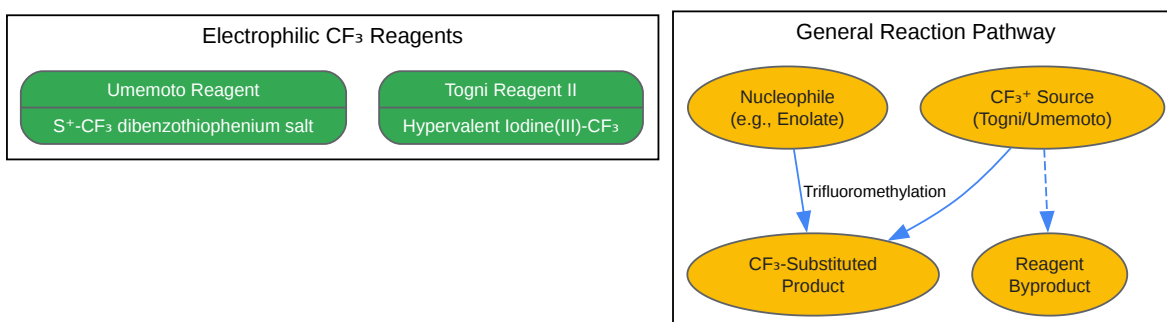 Electrophilic CF₃ Reagents
Umemoto Reagent
S⁺-CF₃ dibenzothiophenium salt
Togni Reagent II
Hypervalent Iodine(III)-CF₃
General Reaction Pathway
Nucleophile
(e.g., Enolate)
CF₃⁺ Source
(Togni/Umemoto)
Trifluoromethylation
CF₃-Substituted
Product
Reagent
Byproduct